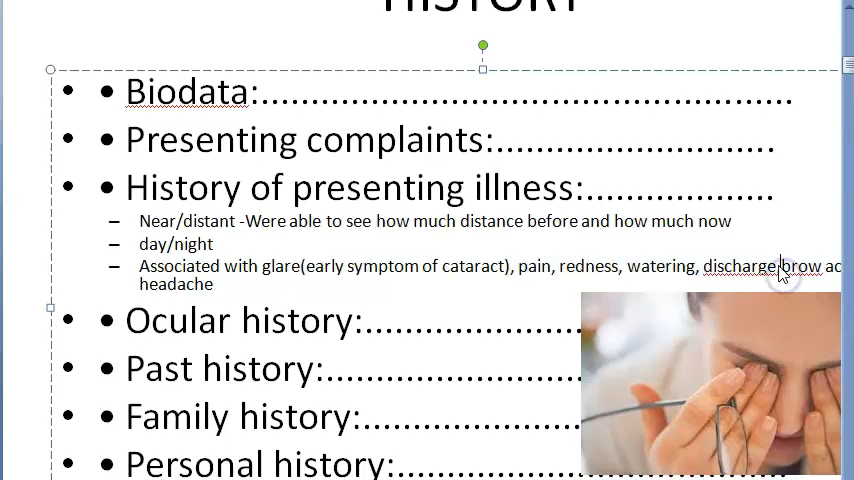 HISTORY
• • Biodata:.....................................................
• • Presenting complaints:............................
• • History of presenting illness:...................
– Near/distant -Were able to see how much distance before and how much now
– day/night
– Associated with glare(early symptom of cataract), pain, redness, watering, discharge brow
headache
• • Ocular history:......................
• • Past history:..........................
• • Family history:......................
• • Personal history:.......................................